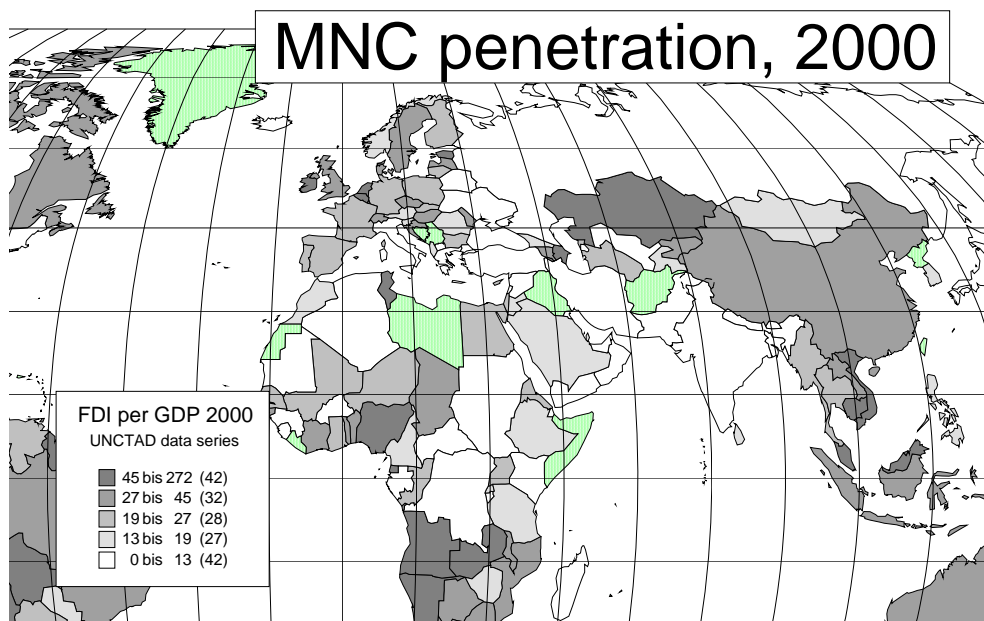 MNC penetration, 2000
FDI per GDP 2000
UNCTAD data series
45 bis 272 (42)
27 bis 45 (32)
19 bis 27 (28)
13 bis 19 (27)
0 bis 13 (42)